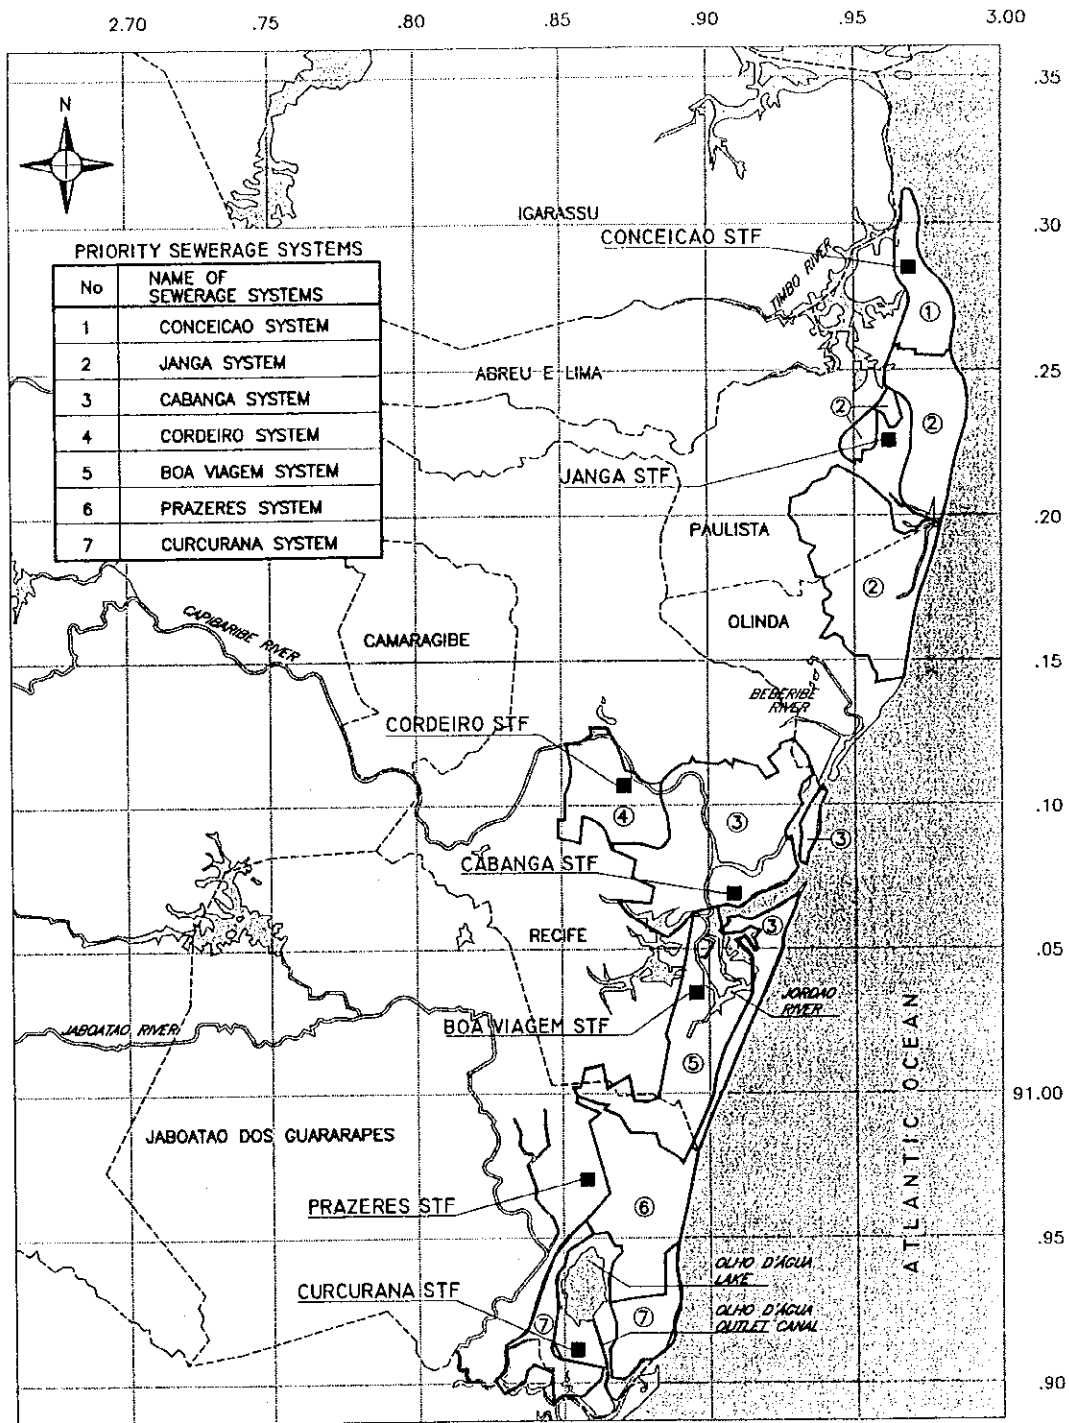 2.70 .75 .80 .85 .90 .95 3.00
.35
N
IGARASSU
.30
CONCEICAO STF
PRIORITY SEWERAGE SYSTEMS
No NAME OF
SEWERAGE SYSTEMS
1 CONCEICAO SYSTEM
2 JANGA SYSTEM
3 CABANGA SYSTEM
4 CORDEIRO SYSTEM
5 BOA VIAGEM SYSTEM
6 PRAZERES SYSTEM
7 CURCURANA SYSTEM
TIMBO RIVER
1
ABREU E LIMA
.25
2
2
JANGA STF
PAULISTA
.20
2
OLINDA
CAPIBARIBE RIVER
CAMARAGIBE
.15
BEBERIBE
RIVER
CORDEIRO STF
.10
4
3
3
CABANGA STF
RECIFE
3
.05
JORDAO
RIVER
BOA VIAGEM STF
JABOATAO RIVER
5
91.00
JABOATAO DOS GUARARAPES
PRAZERES STF
6
ATLANTIC OCEAN
.95
OLHO D'ÁGUA
LAKE
CURCURANA STF
OLHO D'ÁGUA
OUTLET CANAL
7
7
.90